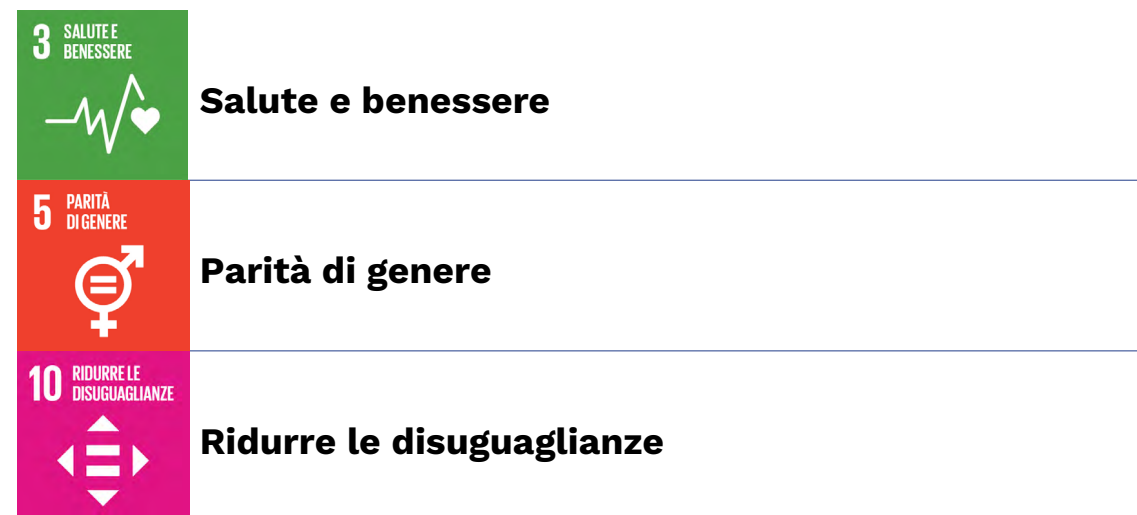 3 SALUTE E
BENESSERE
Salute e benessere
5 PARITÀ
DI GENERE
Parità di genere
10 RIDURRE LE
DISUGUAGLIANZE
Ridurre le disuguaglianze